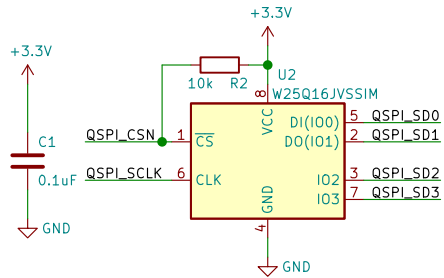 +3.3V
+3.3V
U2
10k R2
W25Q16JVSSIM
8
VCC
C1
0.1uF
GND
QSPI_CSN 1 CS
QSPI_SCLK 6 CLK
DI(IO0) 5 QSPI_SD0
DO(IO1) 2 QSPI_SD1
IO2 3 QSPI_SD2
IO3 7 QSPI_SD3
GND
4
GND